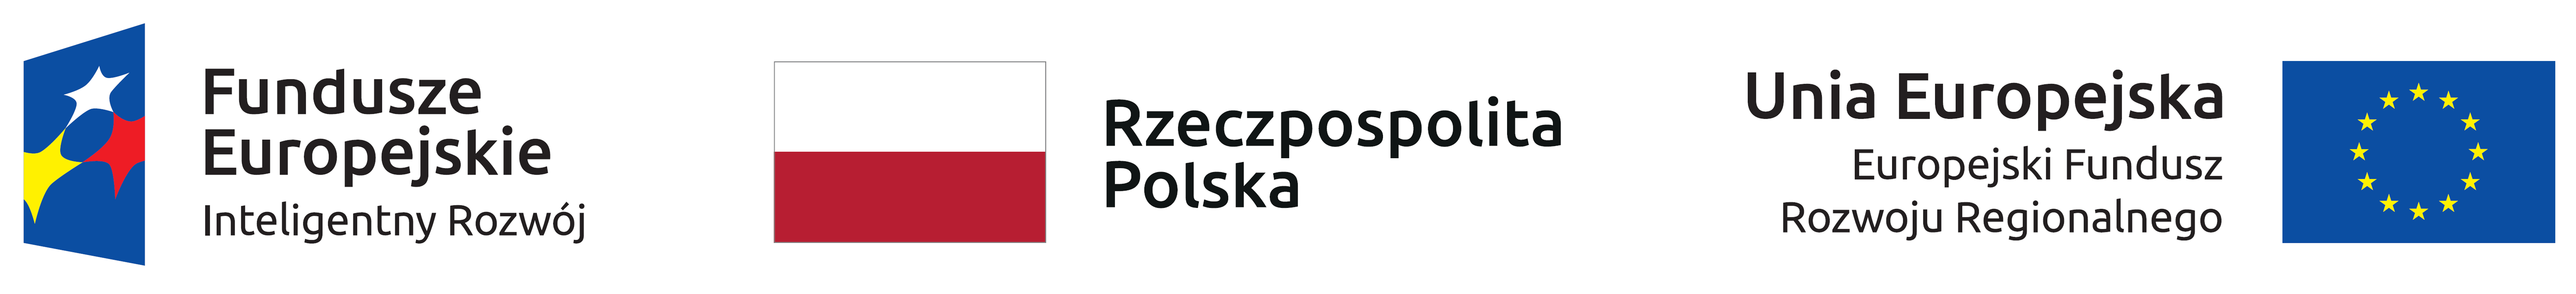 Fundusze
Europejskie
Inteligentny Rozwój
Rzeczpospolita
Polska
Unia Europejska
Europejski Fundusz
Rozwoju Regionalnego